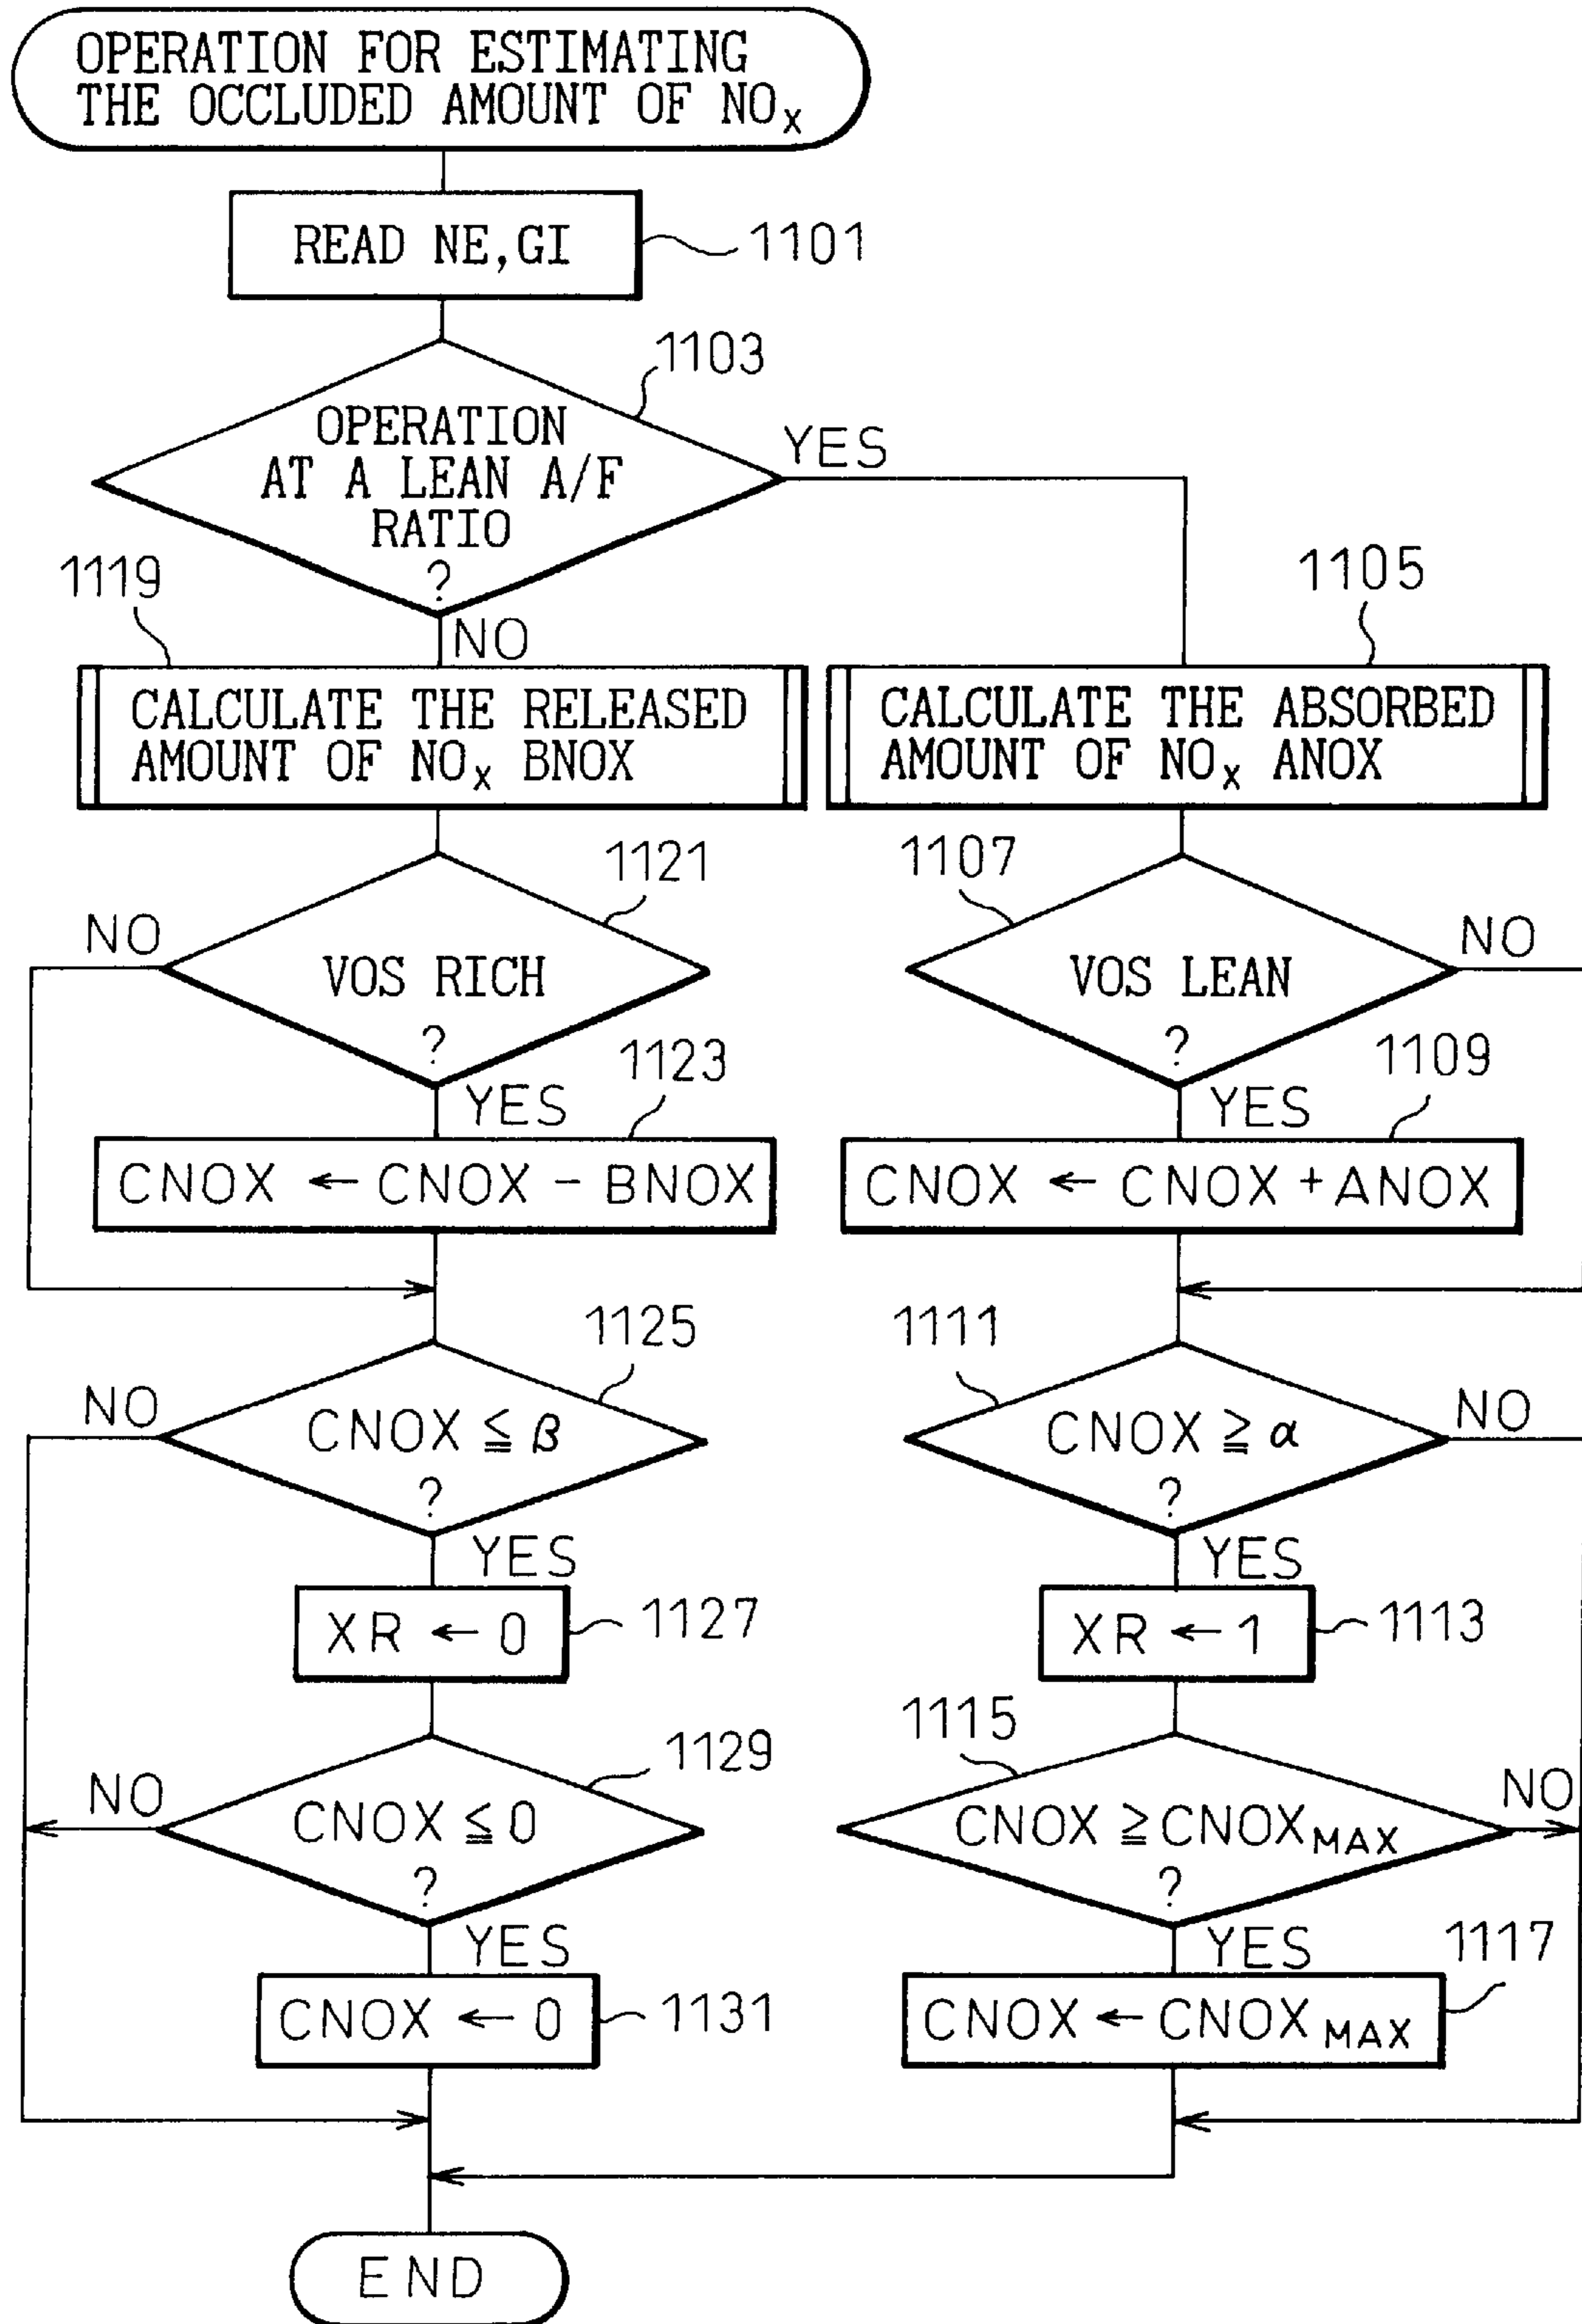 OPERATION FOR ESTIMATING
THE OCCLUDED AMOUNT OF NOx
READ NE,GI
1101
1103
OPERATION
AT A LEAN A/F
RATIO
?
YES
NO
1119
CALCULATE THE RELEASED
AMOUNT OF NOx BNOX
1105
CALCULATE THE ABSORBED
AMOUNT OF NOx ANOX
1121
NO
VOS RICH
?
YES
1107
NO
VOS LEAN
?
YES
1123
CNOX ← CNOX − BNOX
1109
CNOX ← CNOX + ANOX
1125
NO
CNOX ≦ β
?
YES
1111
NO
CNOX ≧ α
?
YES
XR ← 0
1127
XR ← 1
1113
1129
NO
CNOX ≦ 0
?
YES
1115
NO
CNOX ≧ CNOXMAX
?
YES
CNOX ← 0
1131
1117
CNOX ← CNOXMAX
END